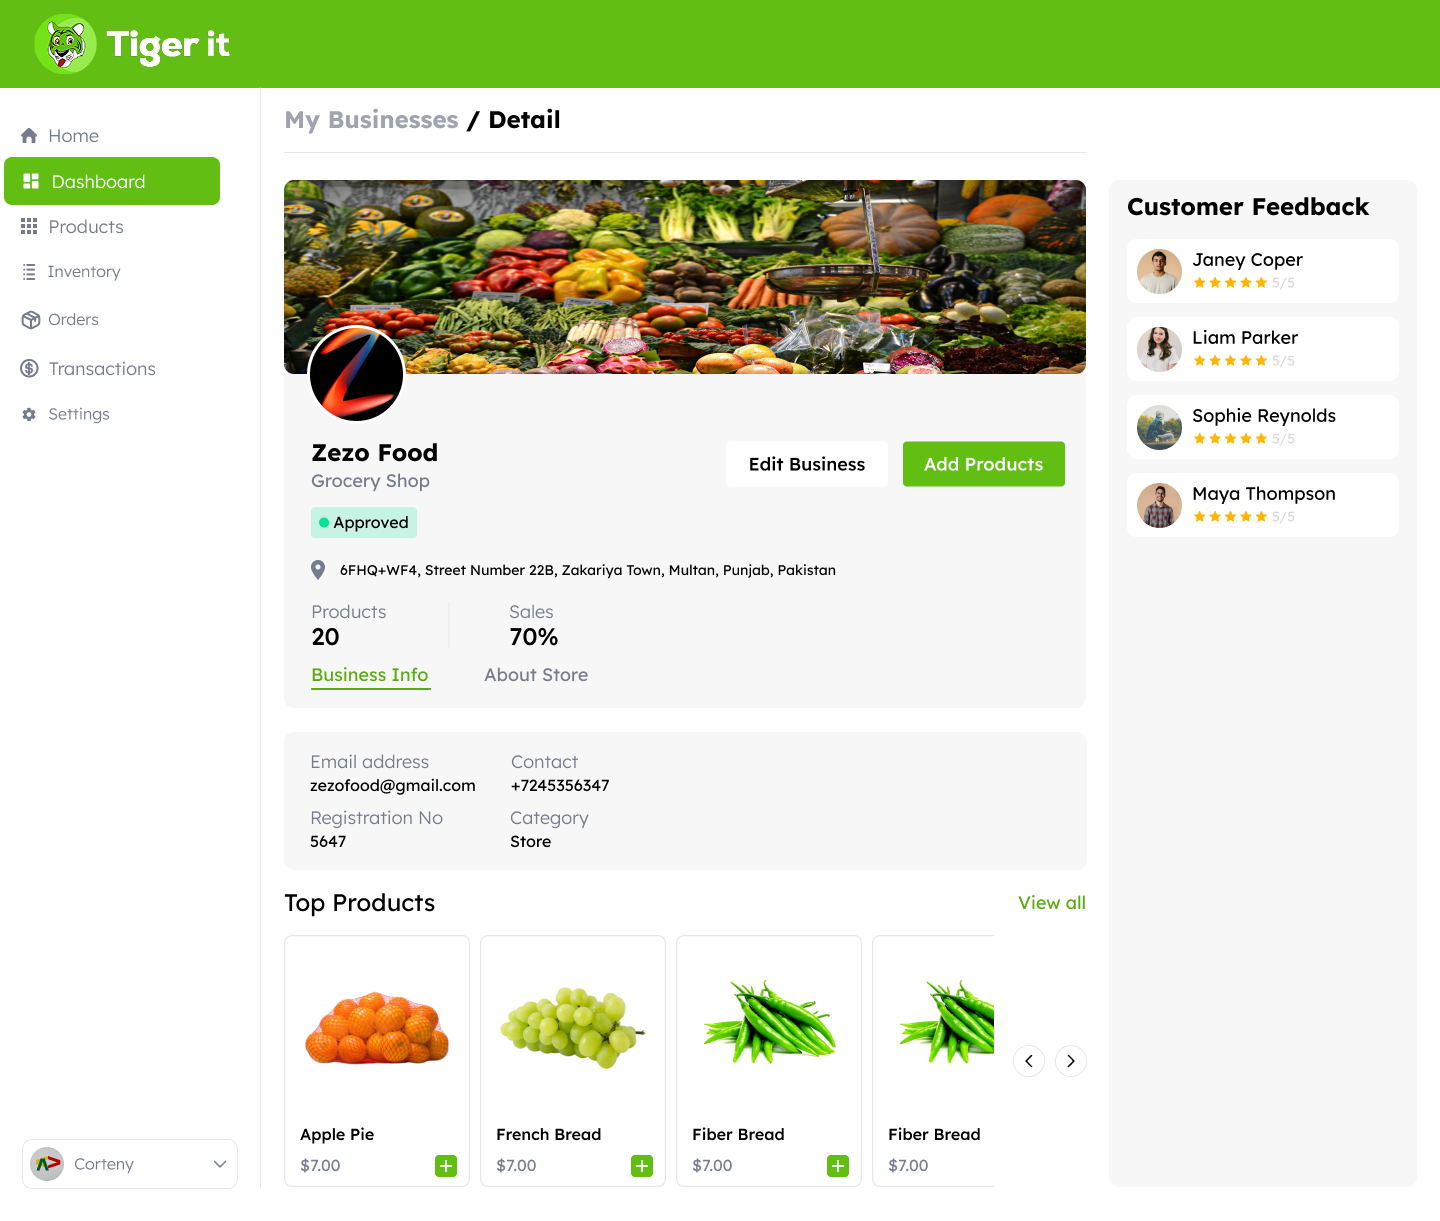 Tiger it
Home
Dashboard
Products
Inventory
Orders
Transactions
Settings
Corteny
My Businesses / Detail
Zezo Food
Grocery Shop
Edit Business
Add Products
Approved
6FHQ+WF4, Street Number 22B, Zakariya Town, Multan, Punjab, Pakistan
Products
20
Sales
70%
Business Info
About Store
Email address
zezofood@gmail.com
Contact
+7245356347
Registration No
5647
Category
Store
Top Products
View all
Apple Pie
$7.00
French Bread
$7.00
Fiber Bread
$7.00
Fiber Bread
$7.00
Customer Feedback
Janey Coper
5/5
Liam Parker
5/5
Sophie Reynolds
5/5
Maya Thompson
5/5